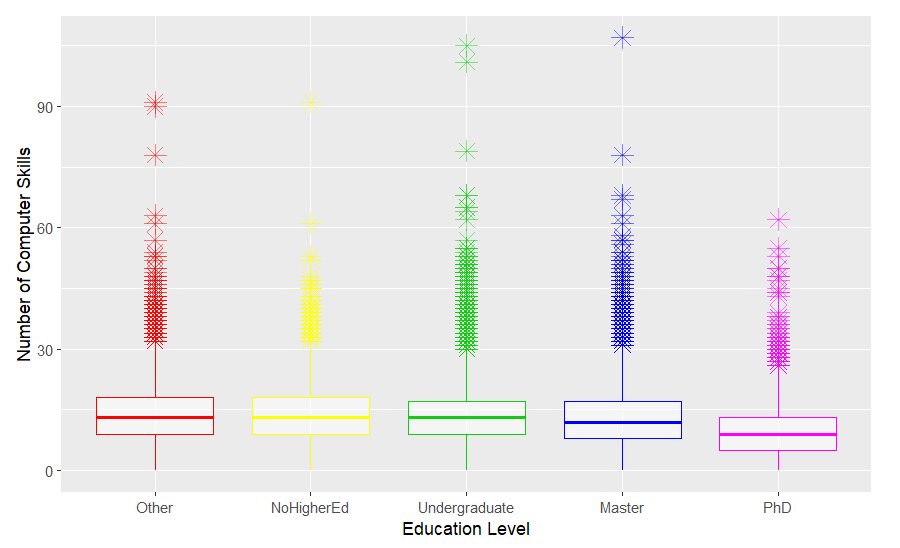 Number of Computer Skills
90
60
30
0
Other NoHigherEd Undergraduate Master PhD
Education Level